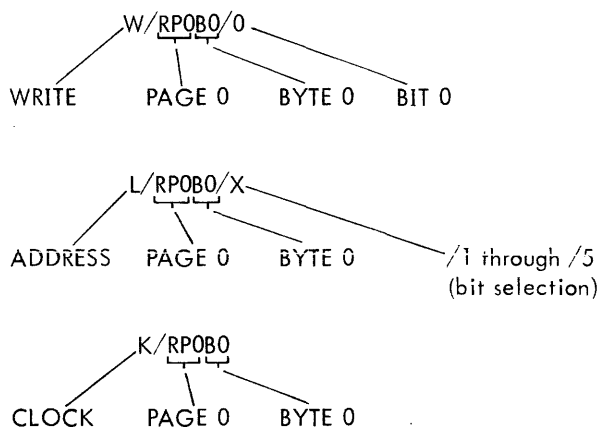 W/RP0B0/0
WRITE PAGE 0 BYTE 0 BIT 0
L/RP0B0/X
ADDRESS PAGE 0 BYTE 0 /1 through /5
(bit selection)
K/RP0B0
CLOCK PAGE 0 BYTE 0